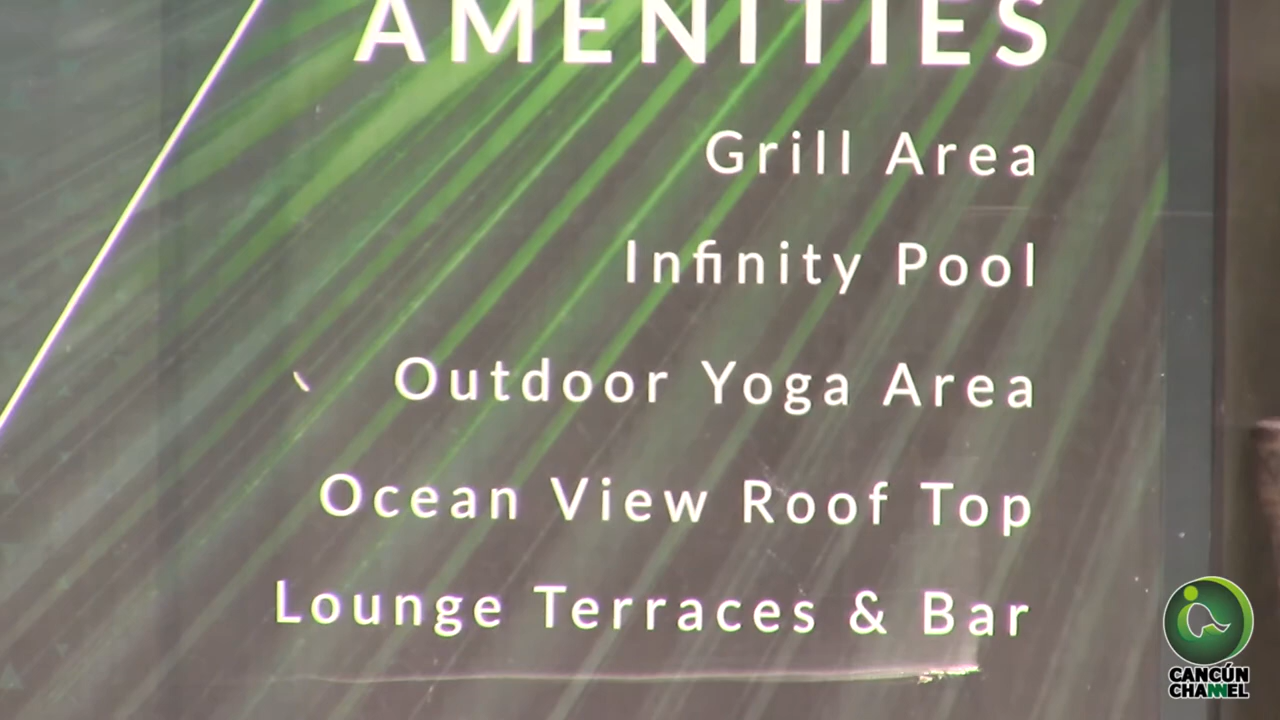 AMENITIES
Grill Area
Infinity Pool
Outdoor Yoga Area
Ocean View Roof Top
Lounge Terraces & Bar
CANCÚN
CHANNEL